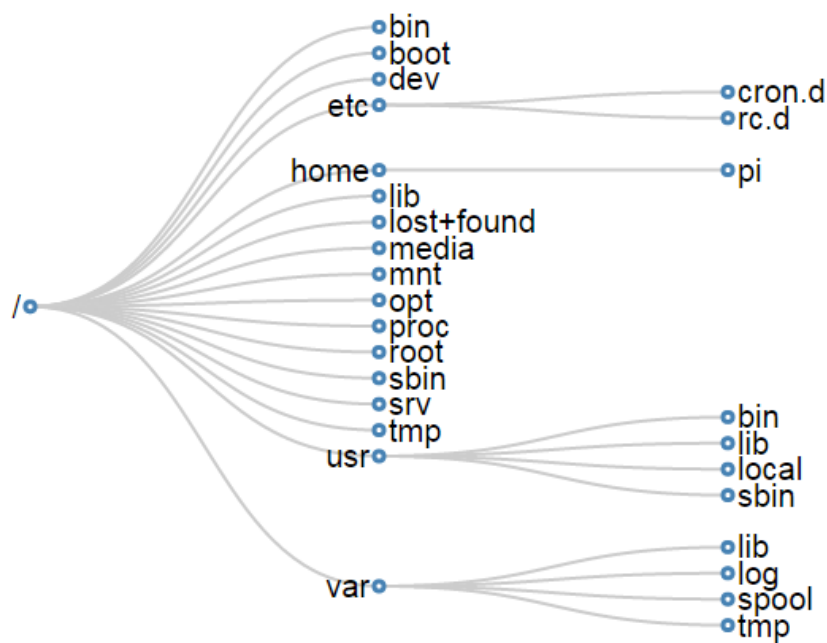 bin
boot
dev
etc
cron.d
rc.d
home
pi
lib
lost+found
media
mnt
/
opt
proc
root
sbin
srv
tmp
usr
bin
lib
local
sbin
var
lib
log
spool
tmp